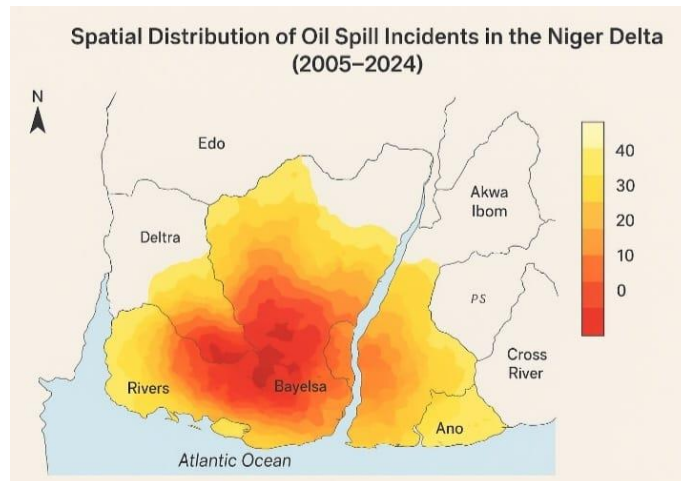 Spatial Distribution of Oil Spill Incidents in the Niger Delta
(2005–2024)
N
Edo
Akwa
Ibom
Deltra
PS
Cross
River
Rivers
Bayelsa
Ano
Atlantic Ocean
40
30
20
10
0